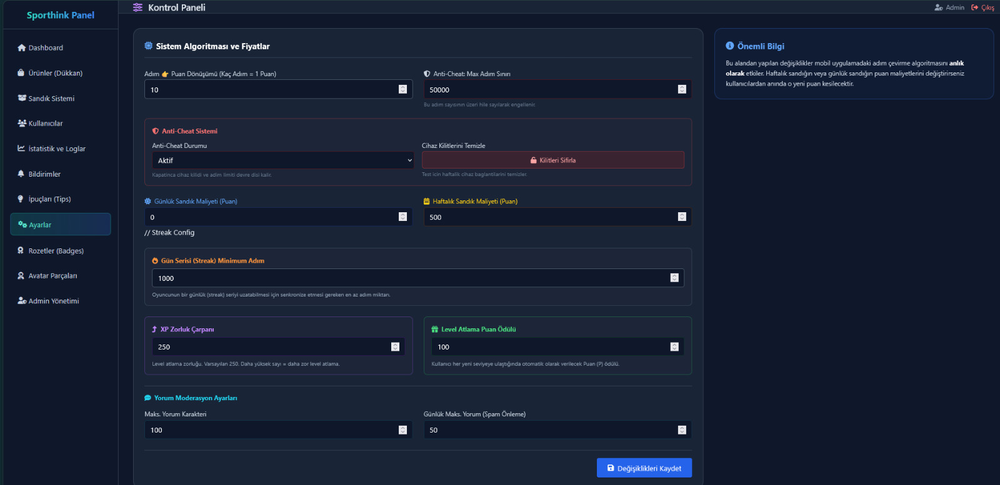 Sporthink Panel
Kontrol Paneli
Admin
Çıkış
Dashboard
Ürünler (Dükkan)
Sandık Sistemi
Kullanıcılar
İstatistik ve Loglar
Bildirimler
İpuçları (Tips)
Ayarlar
Rozetler (Badges)
Avatar Parçaları
Admin Yönetimi
Sistem Algoritması ve Fiyatlar
Adım 👉 Puan Dönüşümü (Kaç Adım = 1 Puan)
10
Anti-Cheat: Max Adım Sınırı
50000
Bu adım sayısının üzeri hile sayılarak engellenir.
Anti-Cheat Sistemi
Anti-Cheat Durumu
Aktif
Kapatinca cihaz kilidi ve adim limiti devre disi kalir.
Cihaz Kilitlerini Temizle
Kilitleri Sifirla
Test icin haftalik cihaz baglantilarini temizler.
Günlük Sandık Maliyeti (Puan)
0
Haftalık Sandık Maliyeti (Puan)
500
// Streak Config
Gün Serisi (Streak) Minimum Adım
1000
Oyuncunun bir günlük (streak) seriyi uzatabilmesi için senkronize etmesi gereken en az adım miktarı.
XP Zorluk Çarpanı
250
Level atlama zorluğu. Varsayılan 250. Daha yüksek sayı = daha zor level atlama.
Level Atlama Puan Ödülü
100
Kullanıcı her yeni seviyeye ulaştığında otomatik olarak verilecek Puan (P) ödülü.
Yorum Moderasyon Ayarları
Maks. Yorum Karakteri
100
Günlük Maks. Yorum (Spam Önleme)
50
Değişiklikleri Kaydet
Önemli Bilgi
Bu alandan yapılan değişiklikler mobil uygulamadaki adım çevirme algoritmasını anlık
olarak etkiler. Haftalık sandığın veya günlük sandığın puan maliyetlerini değiştirirseniz
kullanıcılardan anında o yeni puan kesilecektir.